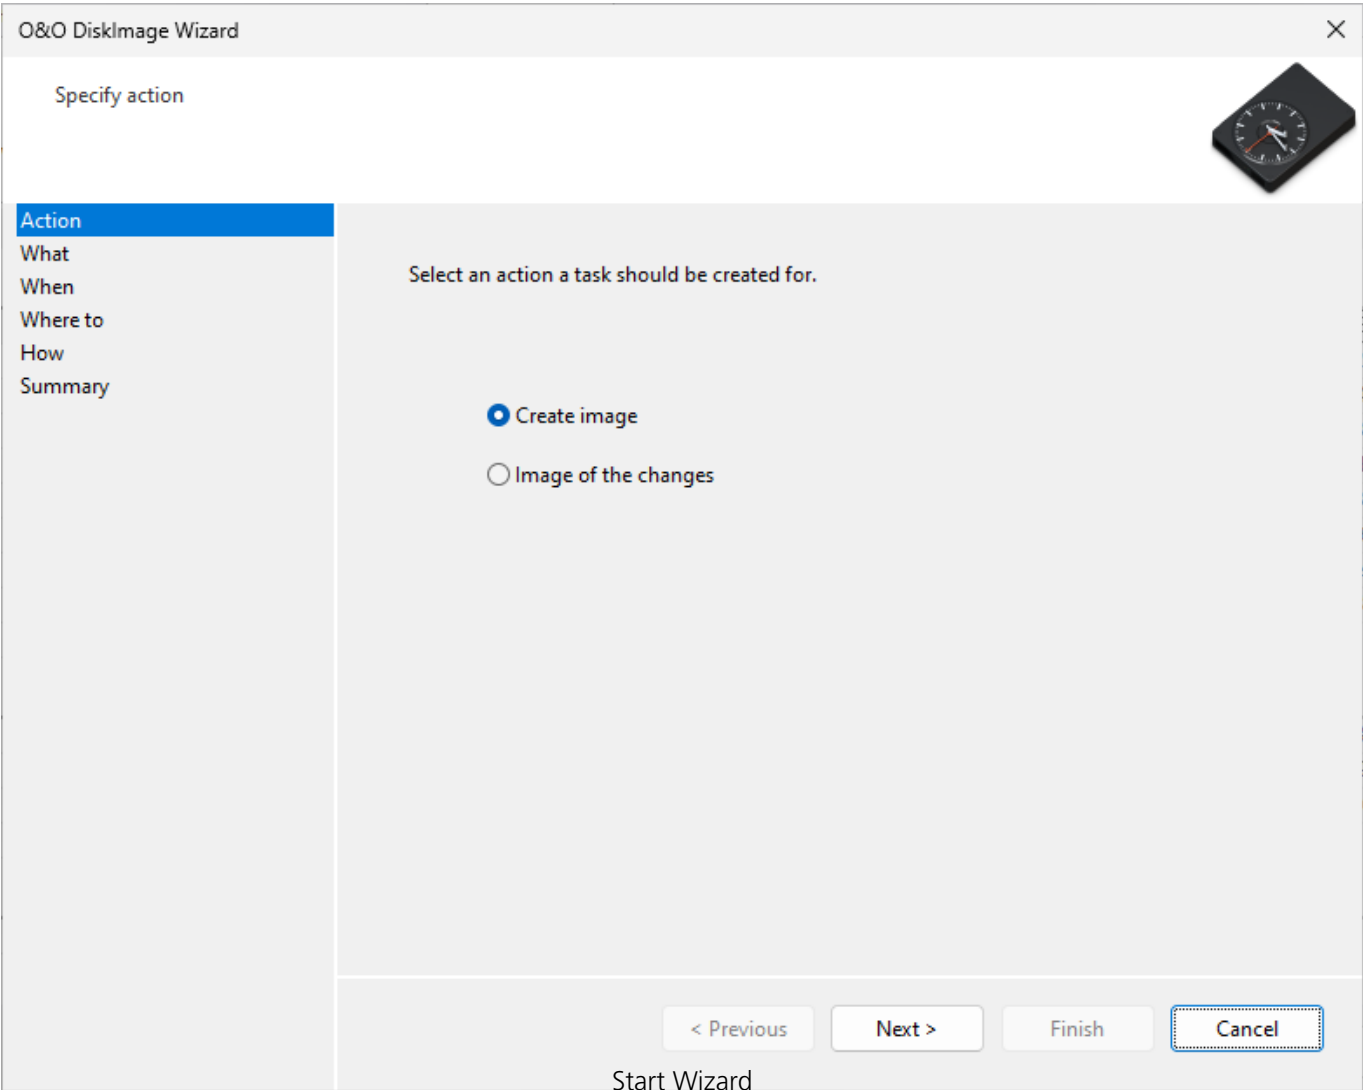 O&O DiskImage Wizard
Specify action
Action
What
When
Where to
How
Summary
Select an action a task should be created for.
Create image
Image of the changes
< Previous
Next >
Finish
Cancel
Start Wizard